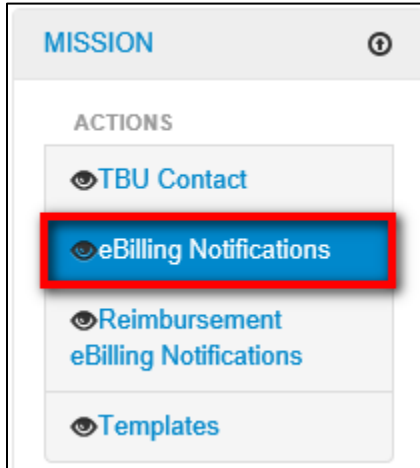 MISSION
ACTIONS
TBU Contact
eBilling Notifications
Reimbursement
eBilling Notifications
Templates